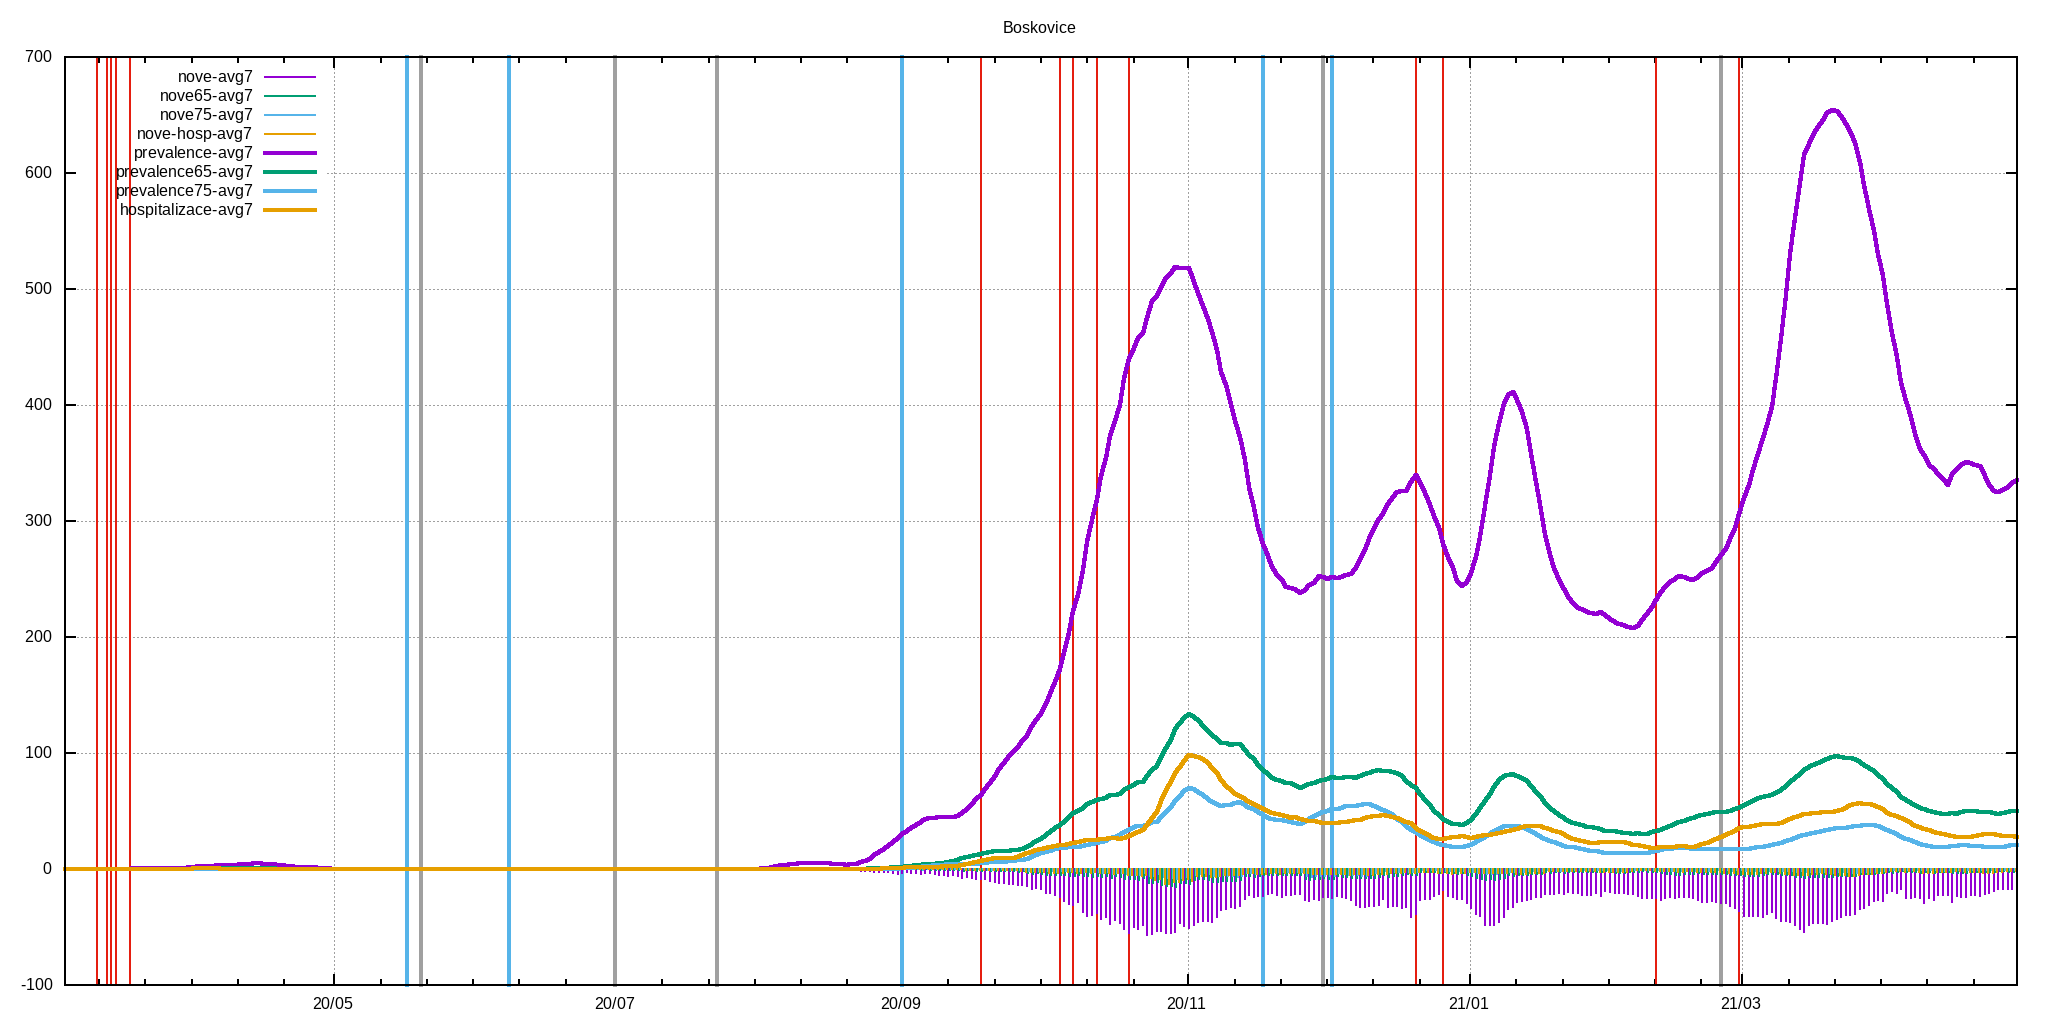 Boskovice
700
600
500
400
300
200
100
0
-100
nove-avg7
nove65-avg7
nove75-avg7
nove-hosp-avg7
prevalence-avg7
prevalence65-avg7
prevalence75-avg7
hospitalizace-avg7
20/05 20/07 20/09 20/11 21/01 21/03